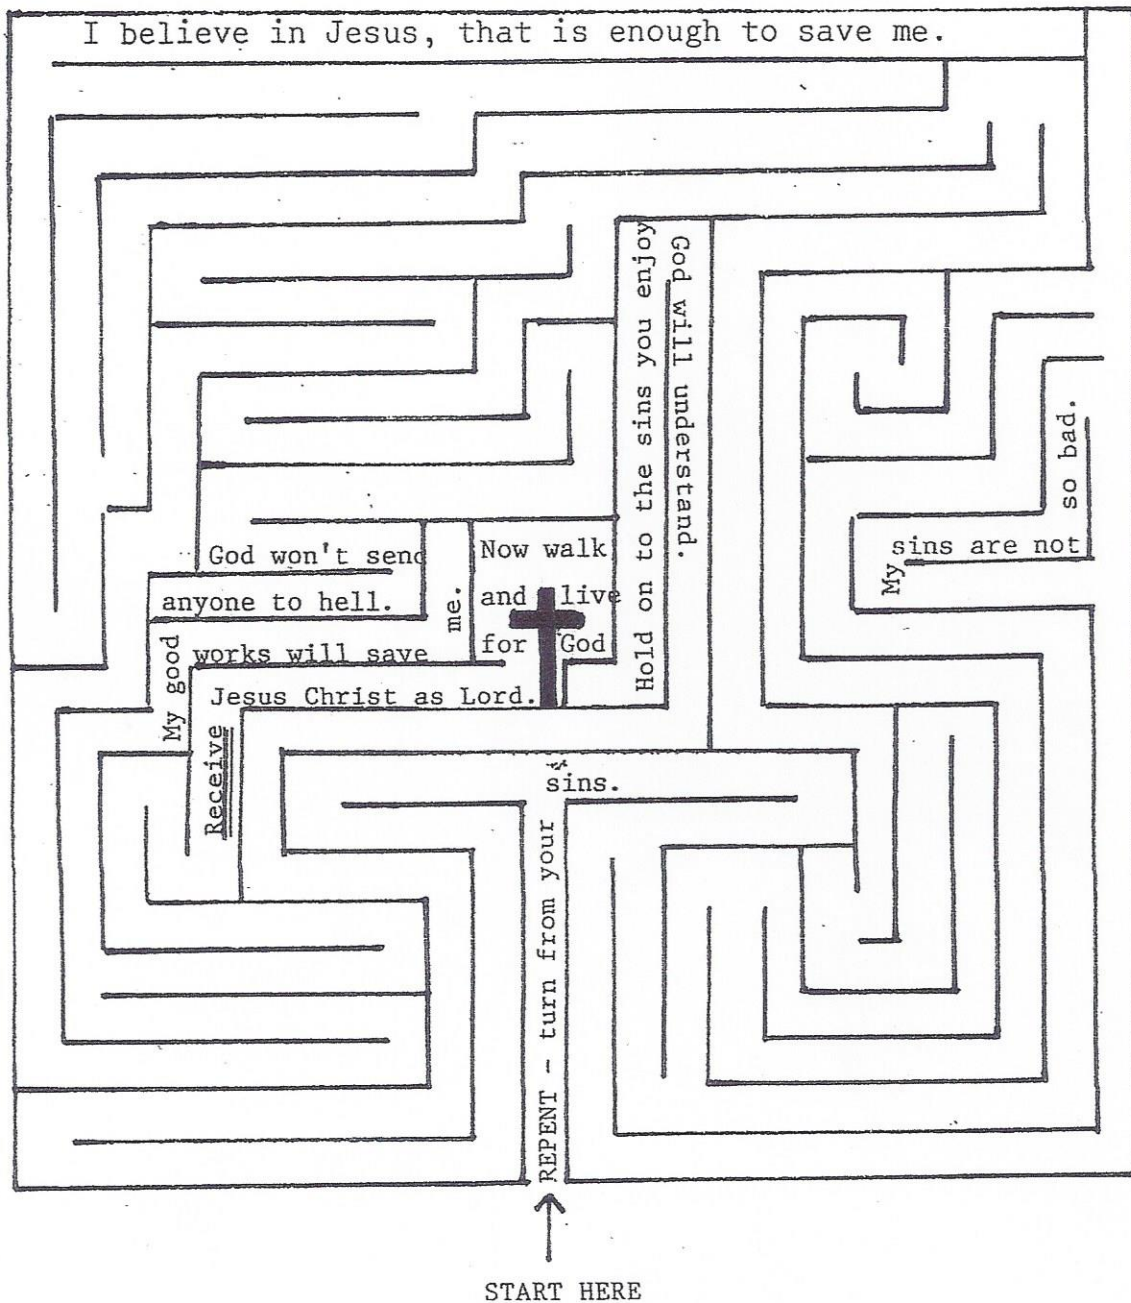 I believe in Jesus, that is enough to save me.
Hold on to the sins you enjoy
God will understand.
My
sins are not
so bad.
God won't send
anyone to hell.
My good
works will save
me.
Now walk
and live
for God
Jesus Christ as Lord.
Receive
sins.
REPENT - turn from your
START HERE